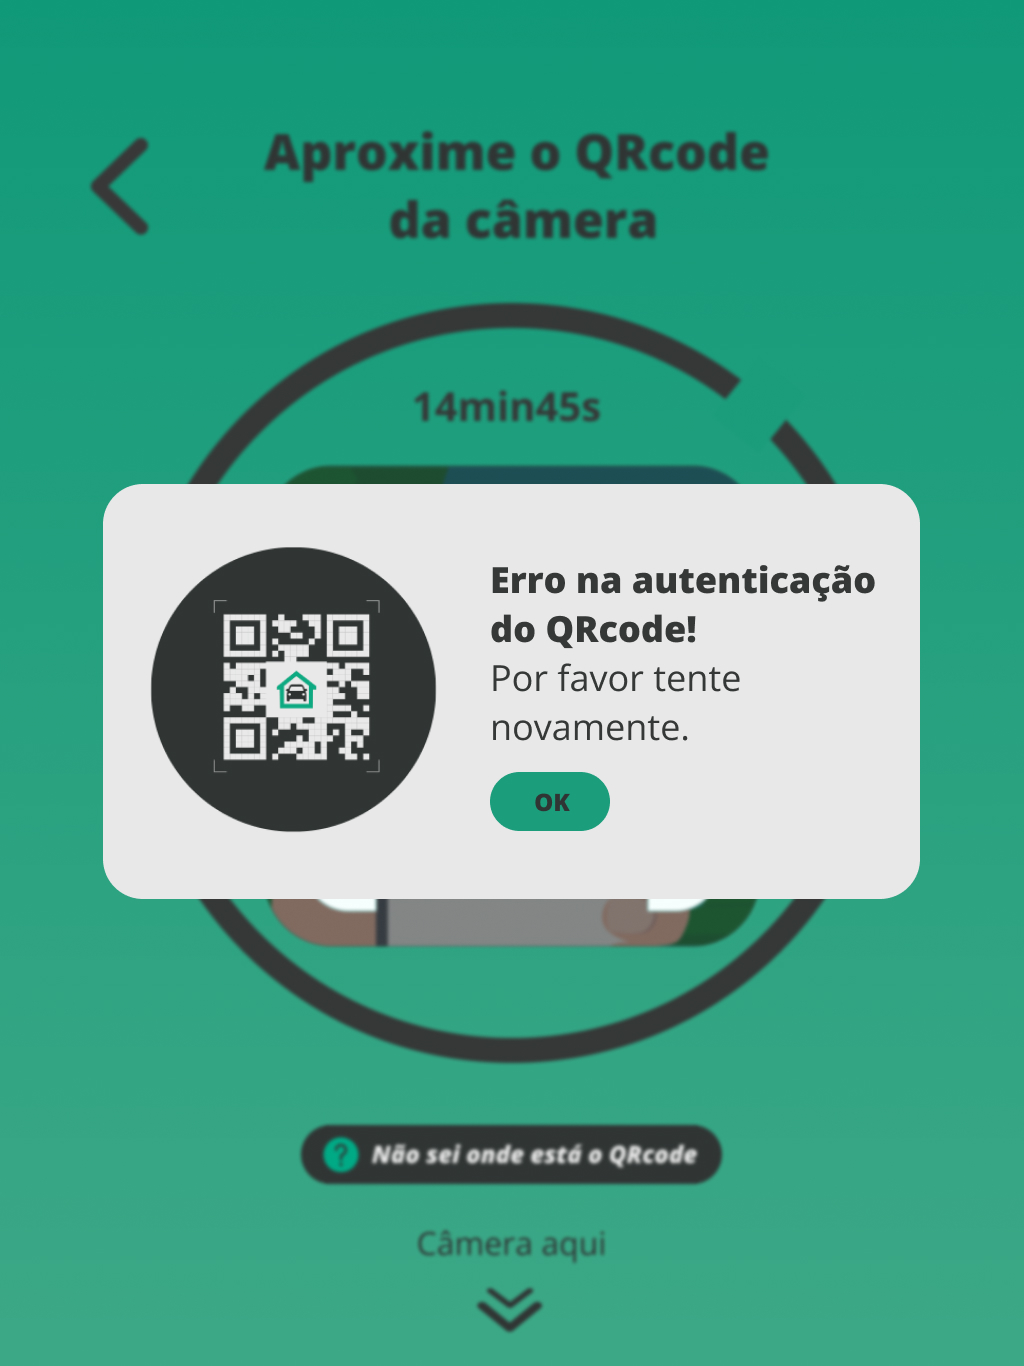 Aproxime o QRcode
da câmera
14min45s
Erro na autenticação
do QRcode!
Por favor tente
novamente.
OK
? Não sei onde está o QRcode
Câmera aqui